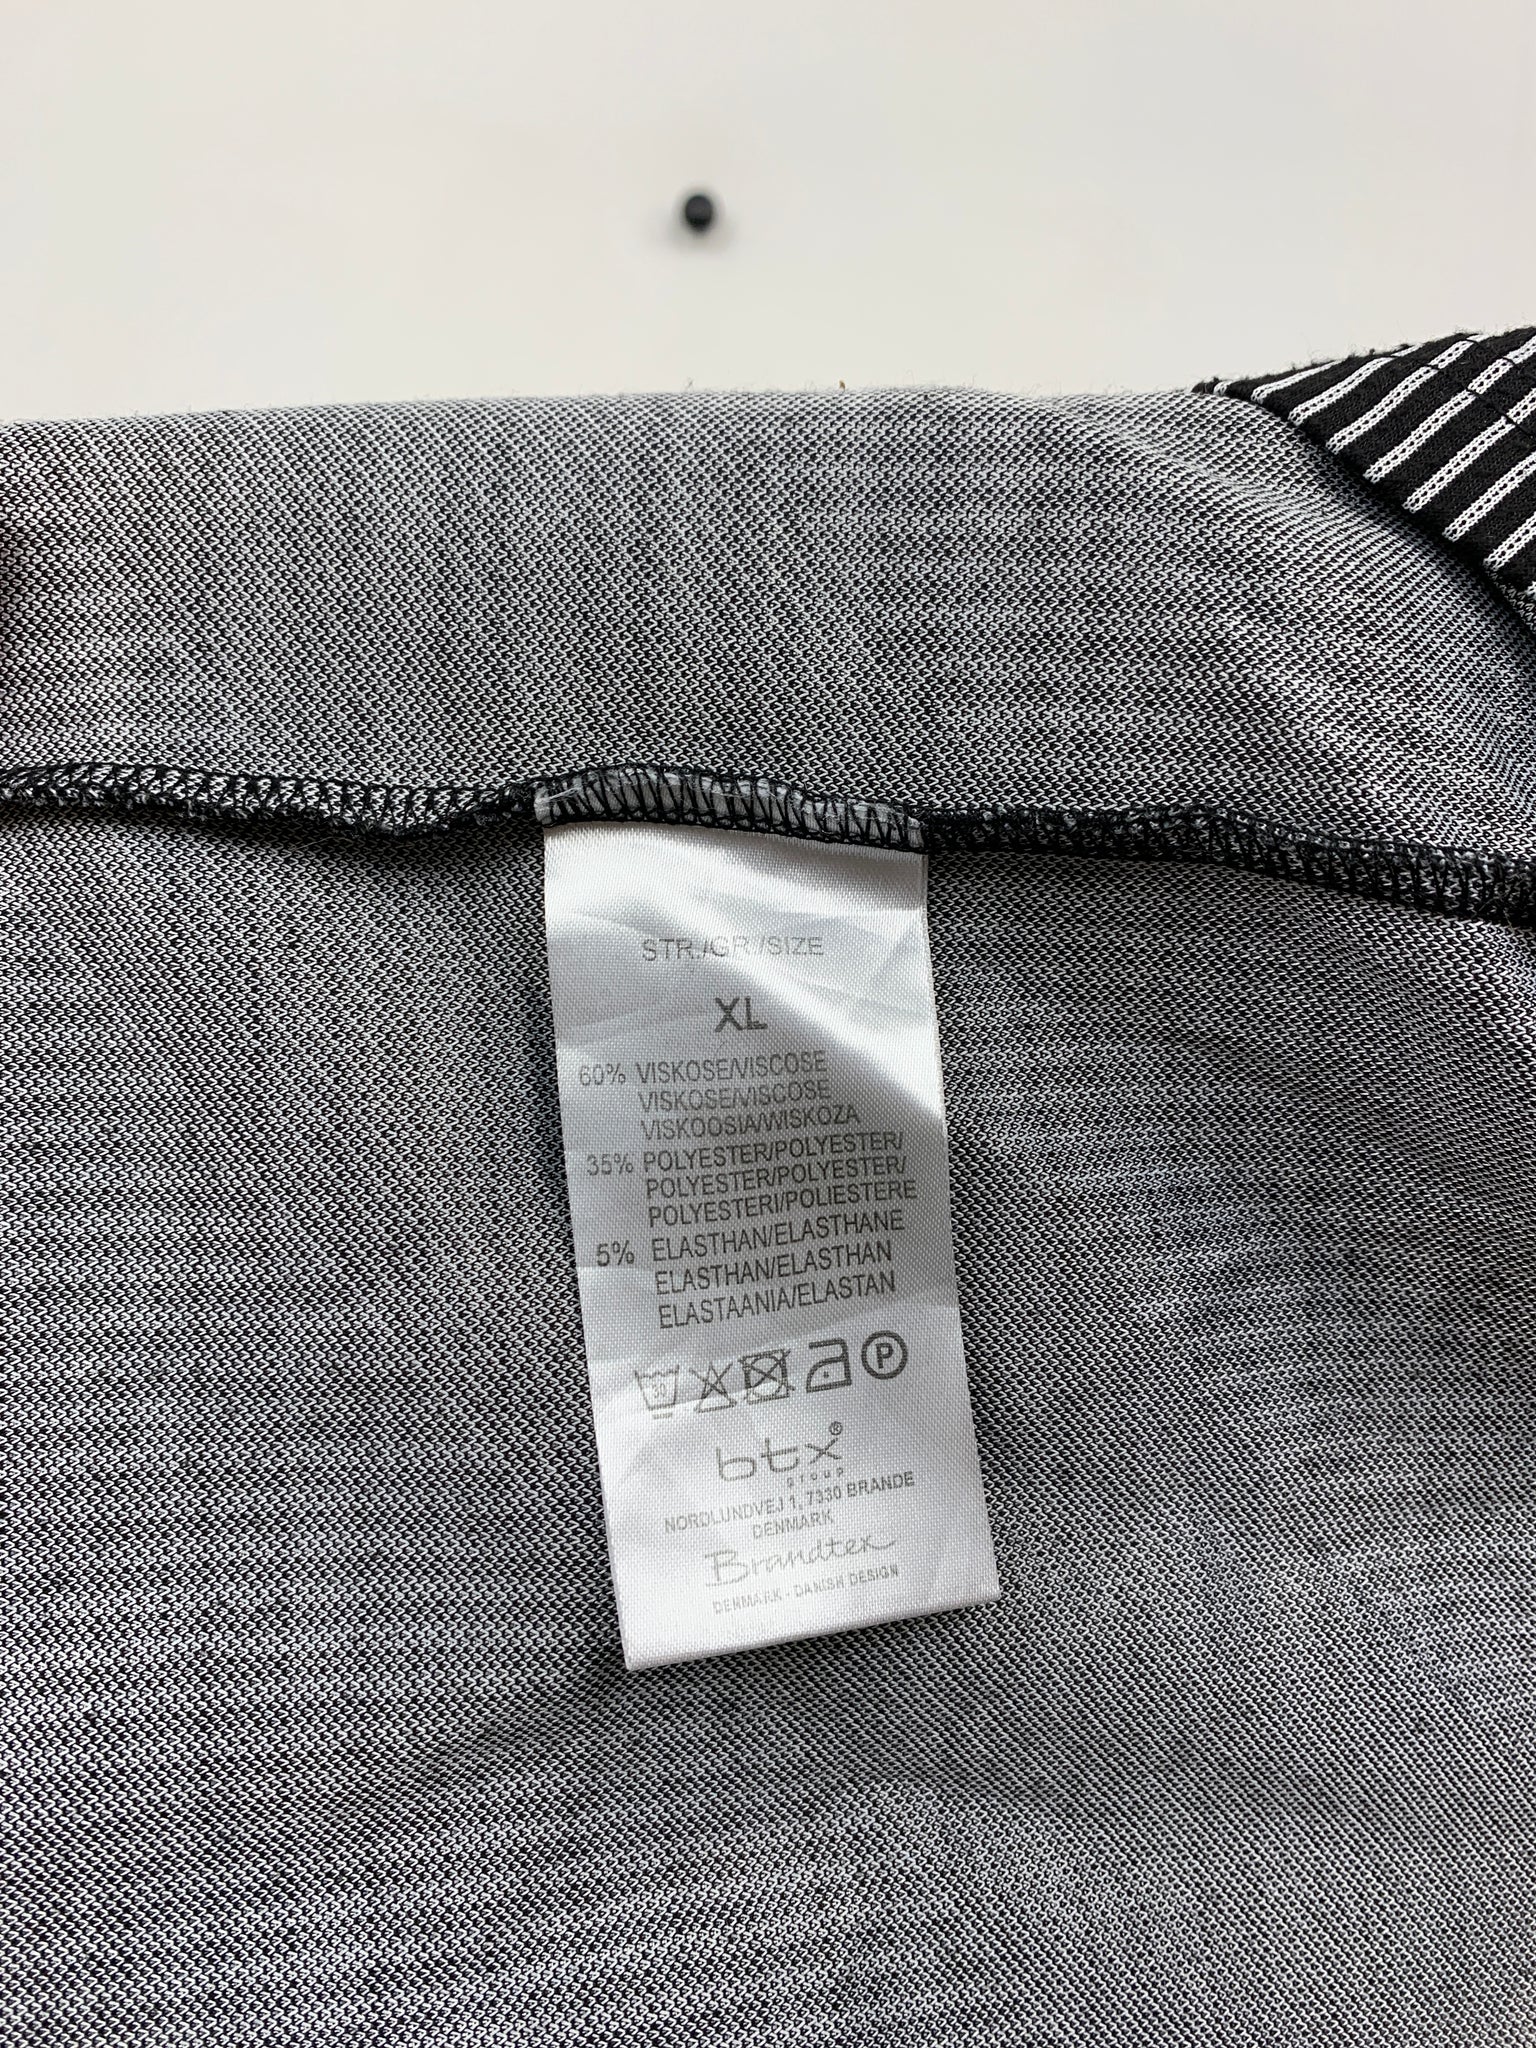 STR./GR./SIZE
XL
60% VISKOSE/VISCOSE
VISKOSE/VISCOSE
VISKOOSIA/WISKOZA
35% POLYESTER/POLYESTER/
POLYESTER/POLYESTER/
POLYESTERI/POLIESTERE
5% ELASTHAN/ELASTHANE
ELASTHAN/ELASTHAN
ELASTAANIA/ELASTAN
30 P
btx®
group
NORDLUNDVEJ 1, 7330 BRANDE
DENMARK
Brandtex
DENMARK - DANISH DESIGN